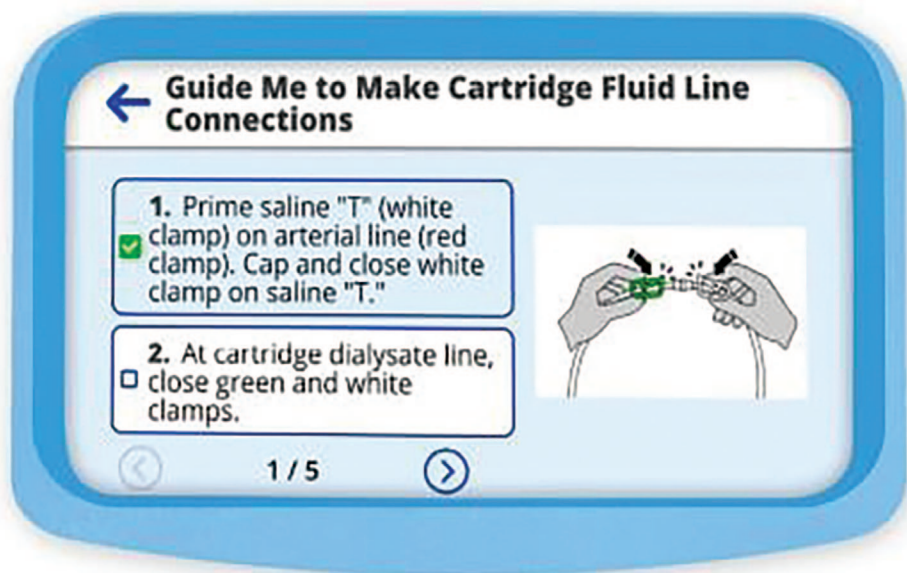 Guide Me to Make Cartridge Fluid Line
Connections
1. Prime saline "T" (white
clamp) on arterial line (red
clamp). Cap and close white
clamp on saline "T."
2. At cartridge dialysate line,
close green and white
clamps.
1 / 5